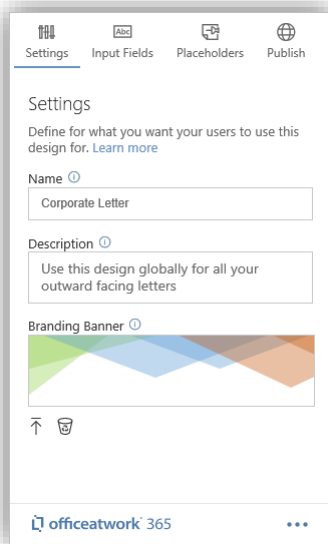 Abc
Settings
Input Fields
Placeholders
Publish
Settings
Define for what you want your users to use this
design for. Learn more
Name
Corporate Letter
Description
Use this design globally for all your
outward facing letters
Branding Banner
officeatwork 365